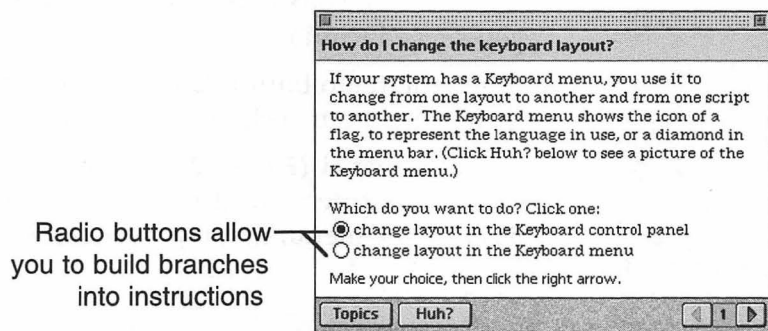 How do I change the keyboard layout?
If your system has a Keyboard menu, you use it to
change from one layout to another and from one script
to another. The Keyboard menu shows the icon of a
flag, to represent the language in use, or a diamond in
the menu bar. (Click Huh? below to see a picture of the
Keyboard menu.)
Which do you want to do? Click one:
change layout in the Keyboard control panel
change layout in the Keyboard menu
Make your choice, then click the right arrow.
Topics Huh? 1
Radio buttons allow
you to build branches
into instructions